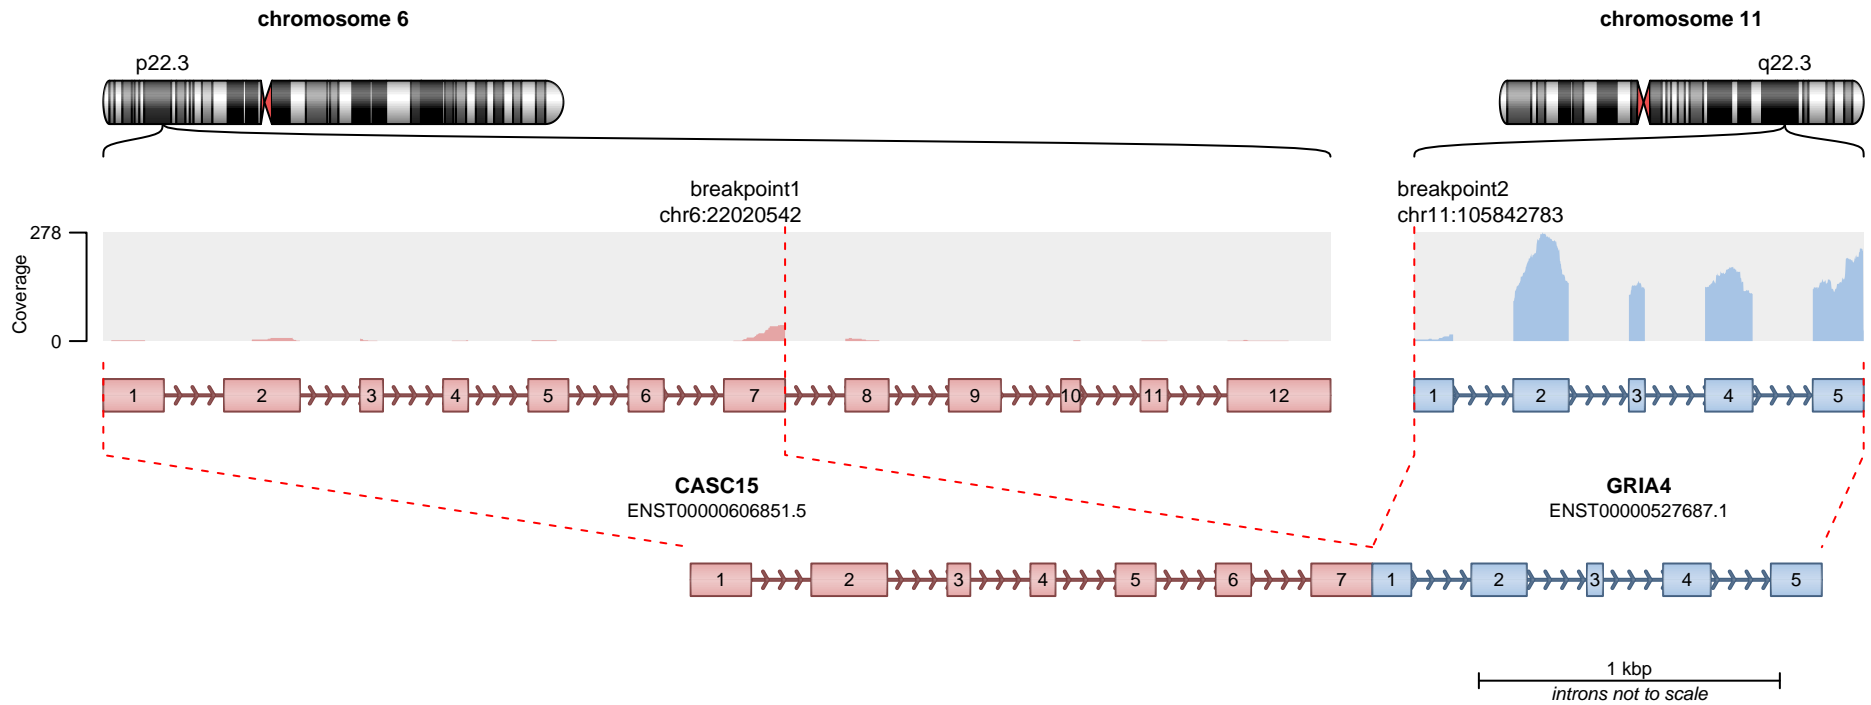 chromosome 6
chromosome 11
p22.3
q22.3
breakpoint1
chr6:22020542
breakpoint2
chr11:105842783
278
0
Coverage
1 2 3 4 5 6 7 8 9 10 11 12
1 2 3 4 5
CASC15
ENST00000606851.5
GRIA4
ENST00000527687.1
1 2 3 4 5 6 7 1 2 3 4 5
1 kbp
introns not to scale